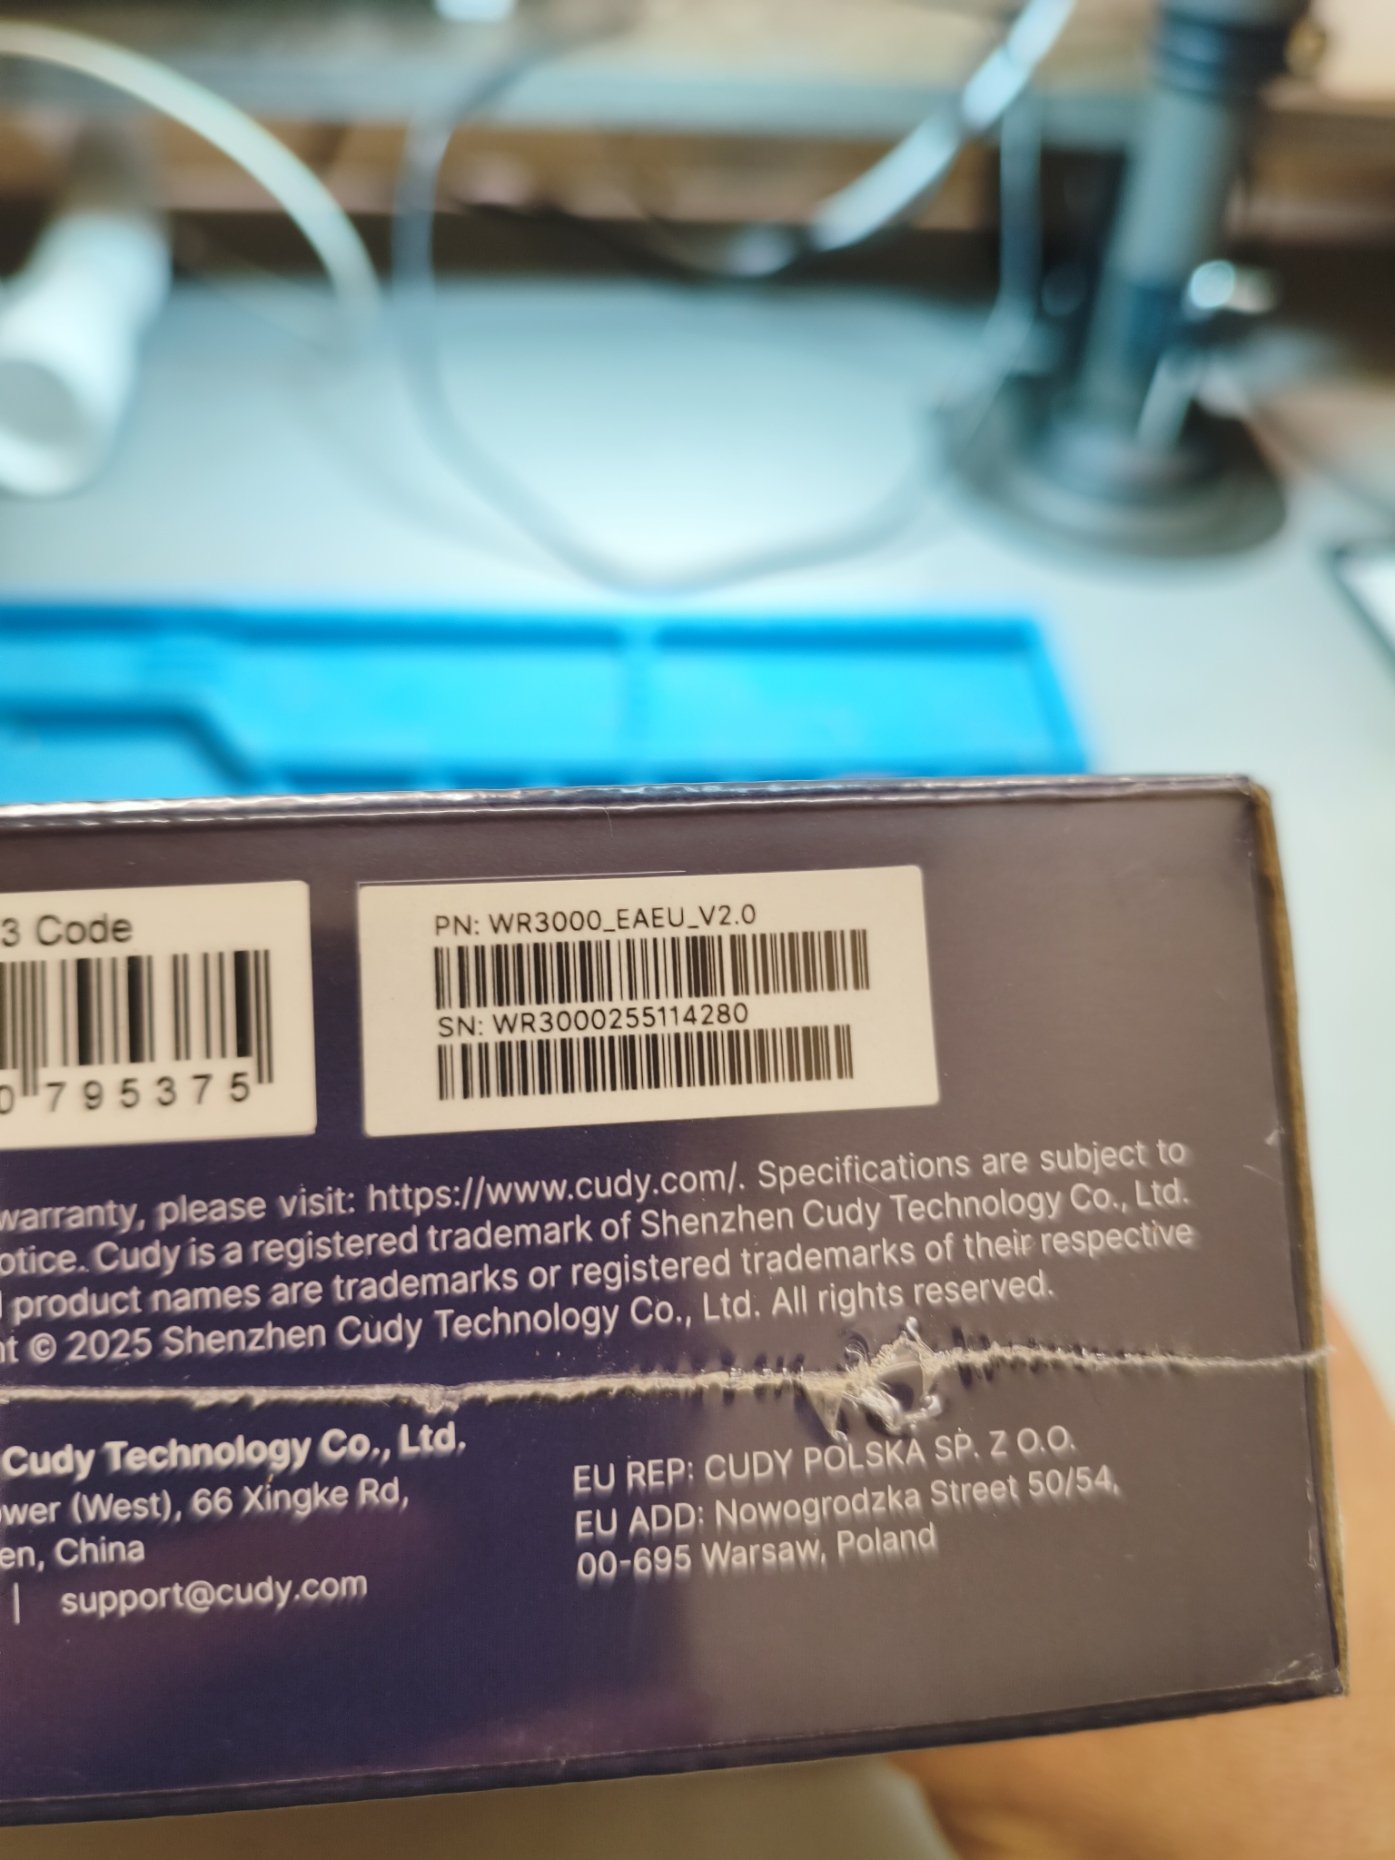 3 Code
0 795375
PN: WR3000_EAEU_V2.0
SN: WR3000255114280
warranty, please visit: https://www.cudy.com/. Specifications are subject to
otice. Cudy is a registered trademark of Shenzhen Cudy Technology Co., Ltd.
product names are trademarks or registered trademarks of their respective
nt © 2025 Shenzhen Cudy Technology Co., Ltd. All rights reserved.
Cudy Technology Co., Ltd.
ower (West), 66 Xingke Rd,
en, China
| support@cudy.com
EU REP: CUDY POLSKA SP. Z O.O.
EU ADD: Nowogrodzka Street 50/54,
00-695 Warsaw, Poland